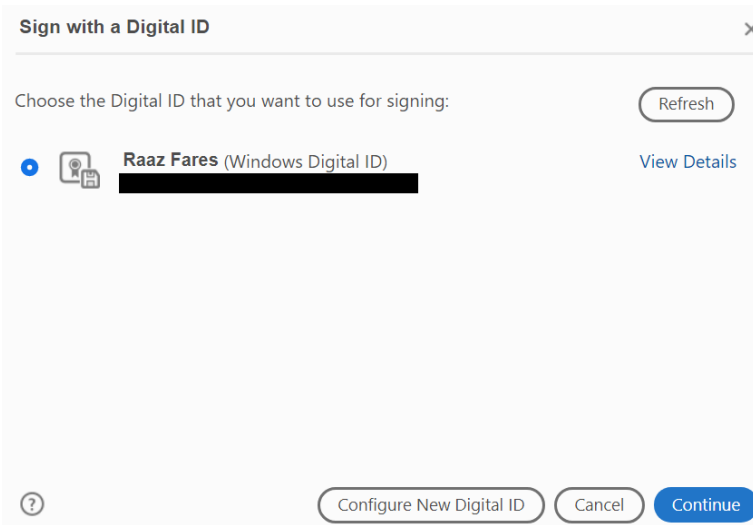 Sign with a Digital ID
Choose the Digital ID that you want to use for signing:
Refresh
Raaz Fares (Windows Digital ID)
View Details
?
Configure New Digital ID
Cancel
Continue